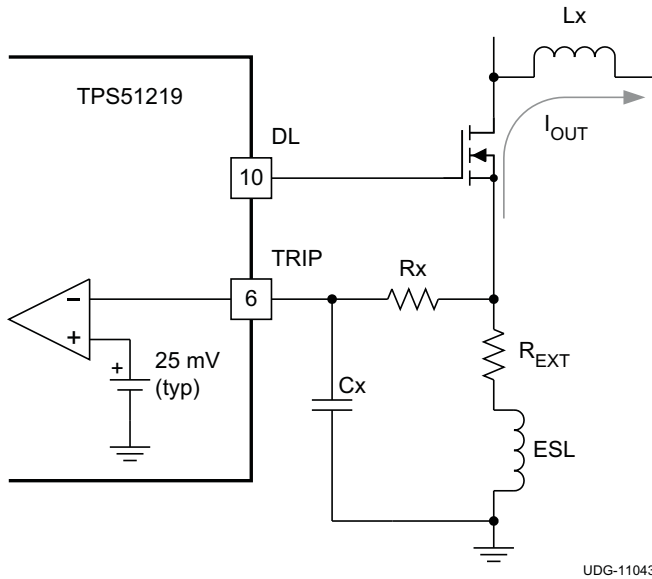 Lx
TPS51219
DL
I_OUT
10
TRIP
Rx
6
−
+
R_EXT
+
25 mV
(typ)
Cx
ESL
UDG-11043